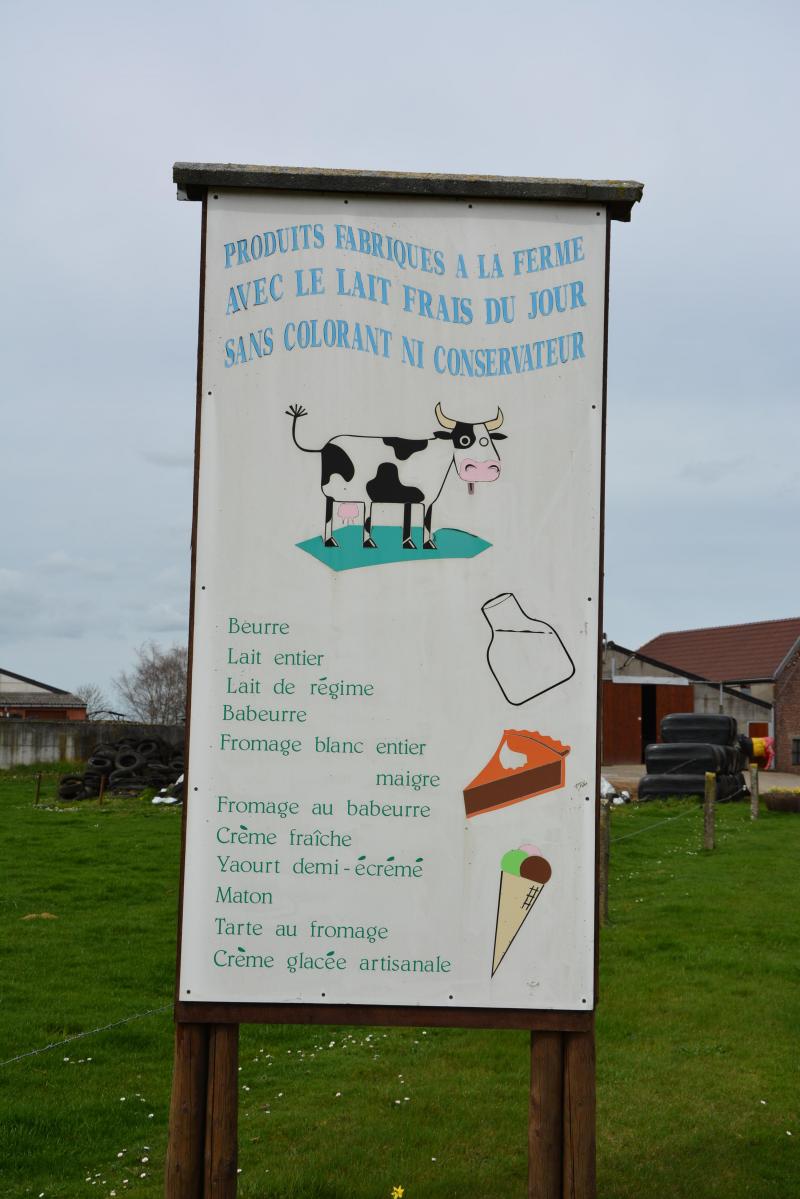 PRODUITS FABRIQUES A LA FERME
AVEC LE LAIT FRAIS DU JOUR
SANS COLORANT NI CONSERVATEUR
Beurre
Lait entier
Lait de régime
Babeurre
Fromage blanc entier
maigre
Fromage au babeurre
Crème fraîche
Yaourt demi-écrémé
Maton
Tarte au fromage
Crème glacée artisanale